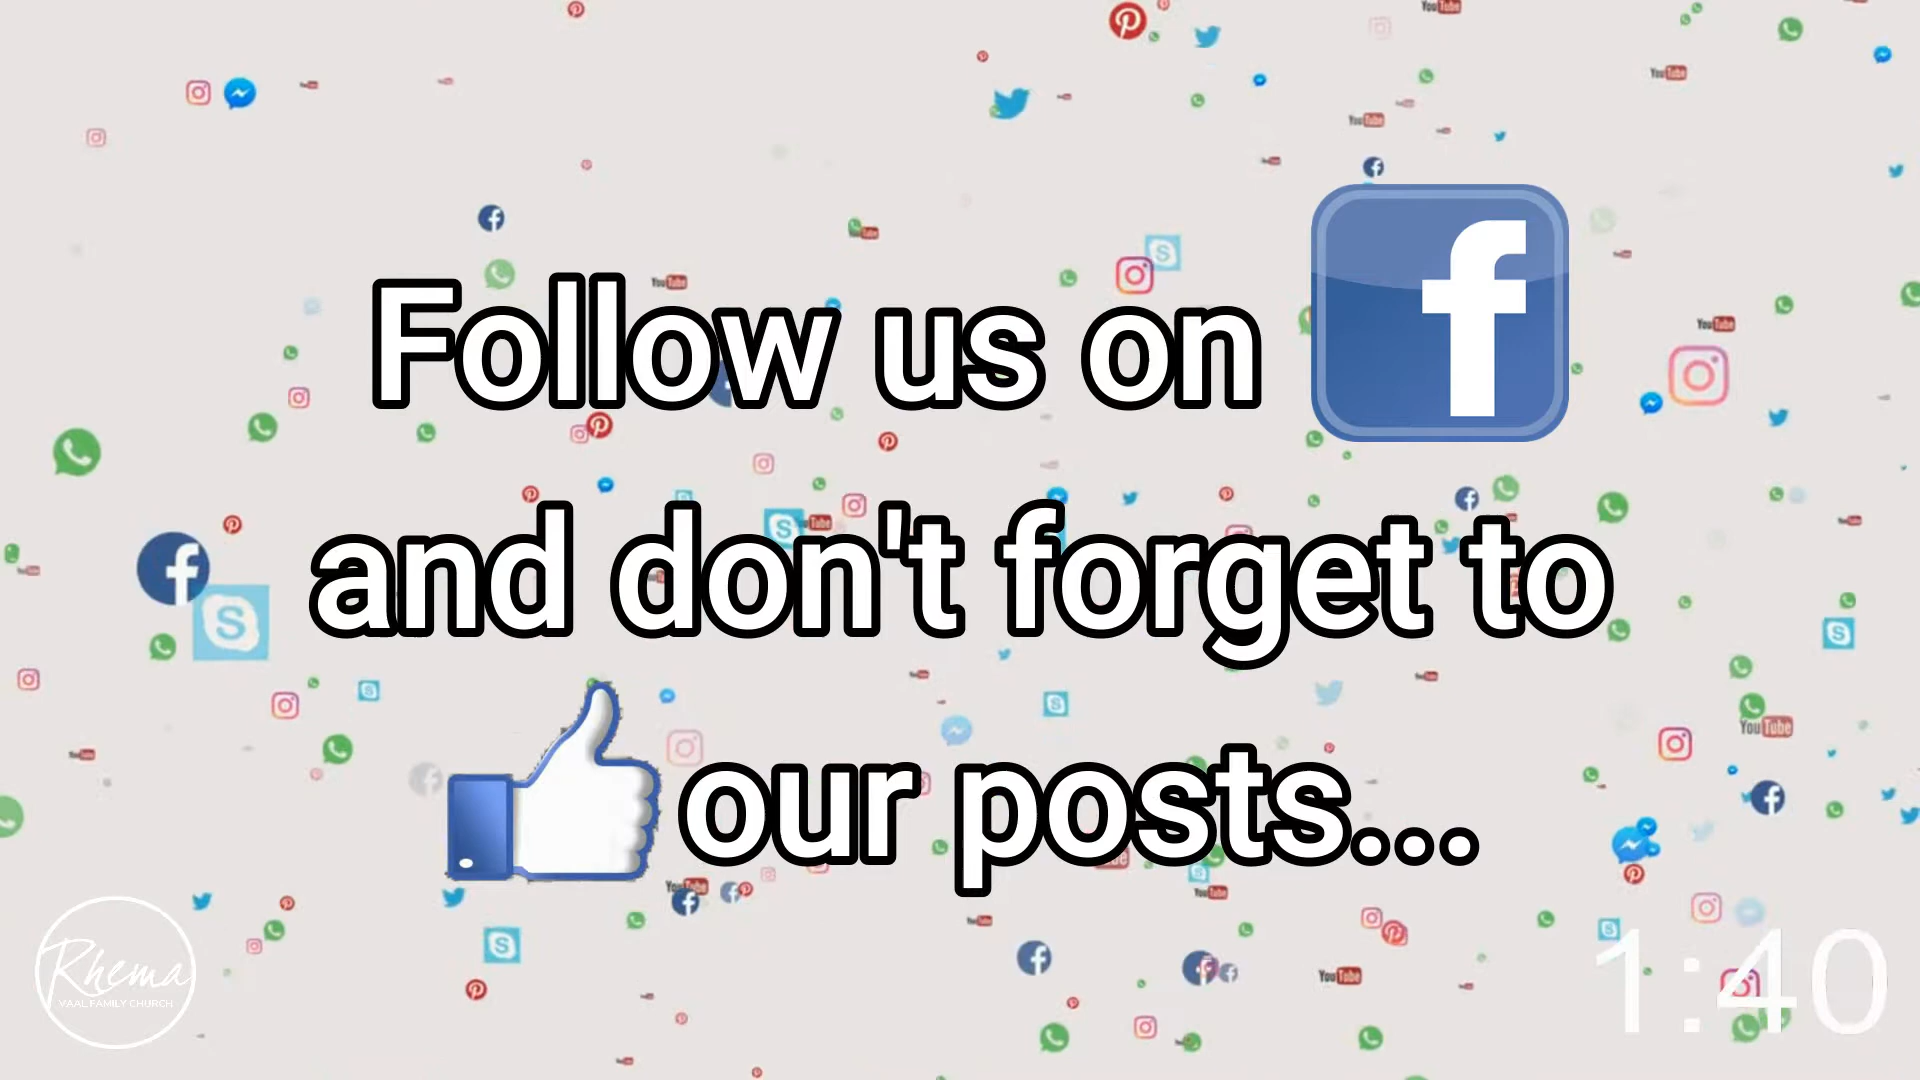 Follow us on f
and don't forget to
our posts...
Rhema
VAAL FAMILY CHURCH
1:40